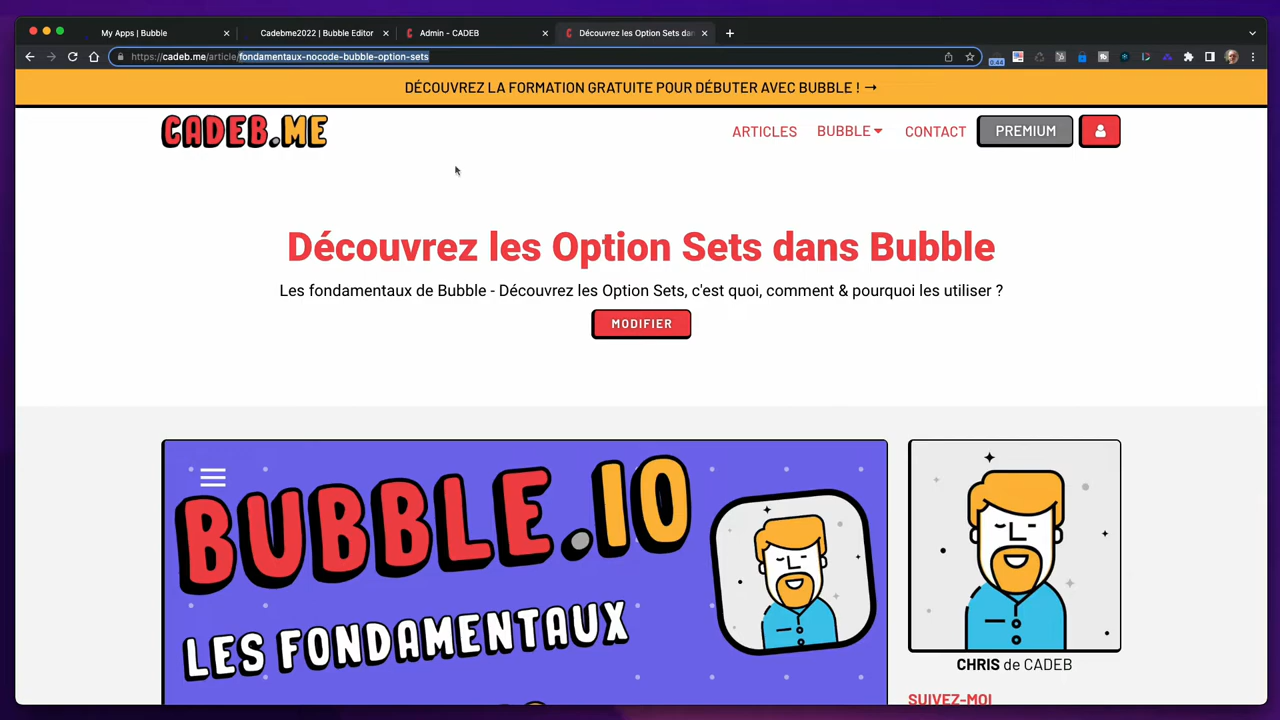 My Apps | Bubble
Cadebme2022 | Bubble Editor
Admin - CADEB
Découvrez les Option Sets dan
https://cadeb.me/article/fondamentaux-nocode-bubble-option-sets
0.44
DÉCOUVREZ LA FORMATION GRATUITE POUR DÉBUTER AVEC BUBBLE ! →
CADEB.ME
ARTICLES
BUBBLE
CONTACT
PREMIUM
Découvrez les Option Sets dans Bubble
Les fondamentaux de Bubble - Découvrez les Option Sets, c'est quoi, comment & pourquoi les utiliser ?
MODIFIER
BUBBLE.IO
LES FONDAMENTAUX
CHRIS de CADEB
SUIVEZ-MOI